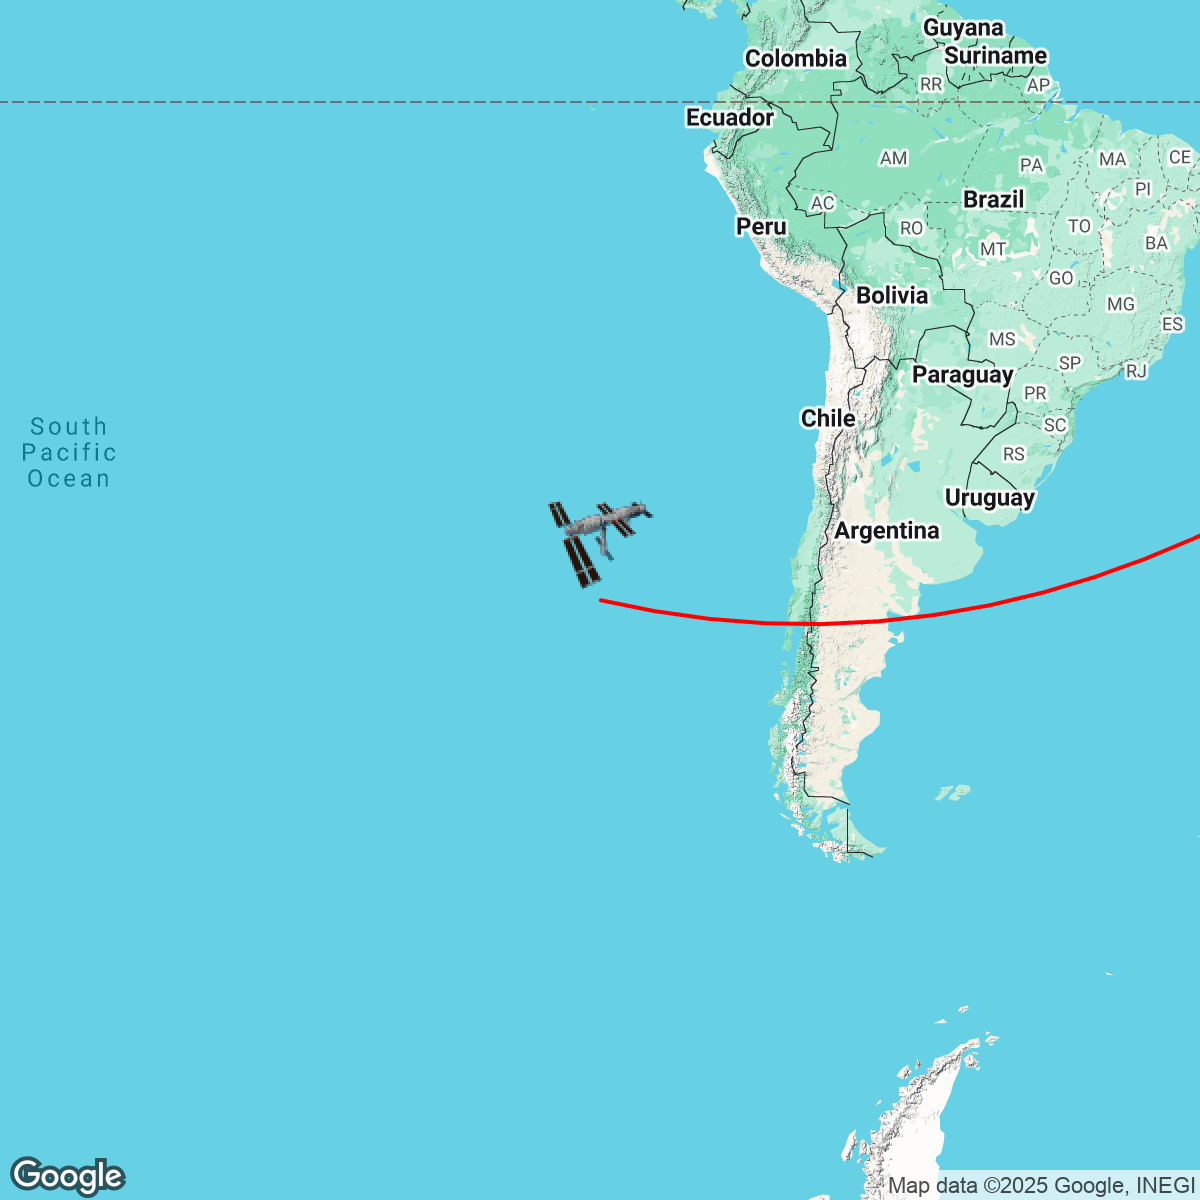 Guyana
Suriname
Colombia
RR
AP
Ecuador
AM
PA
MA
CE
PI
AC
Brazil
Peru
RO
TO
MT
BA
GO
Bolivia
MG
ES
MS
SP
RJ
Paraguay
PR
Chile
SC
South
Pacific
Ocean
RS
Uruguay
Argentina
Google
Map data ©2025 Google, INEGI